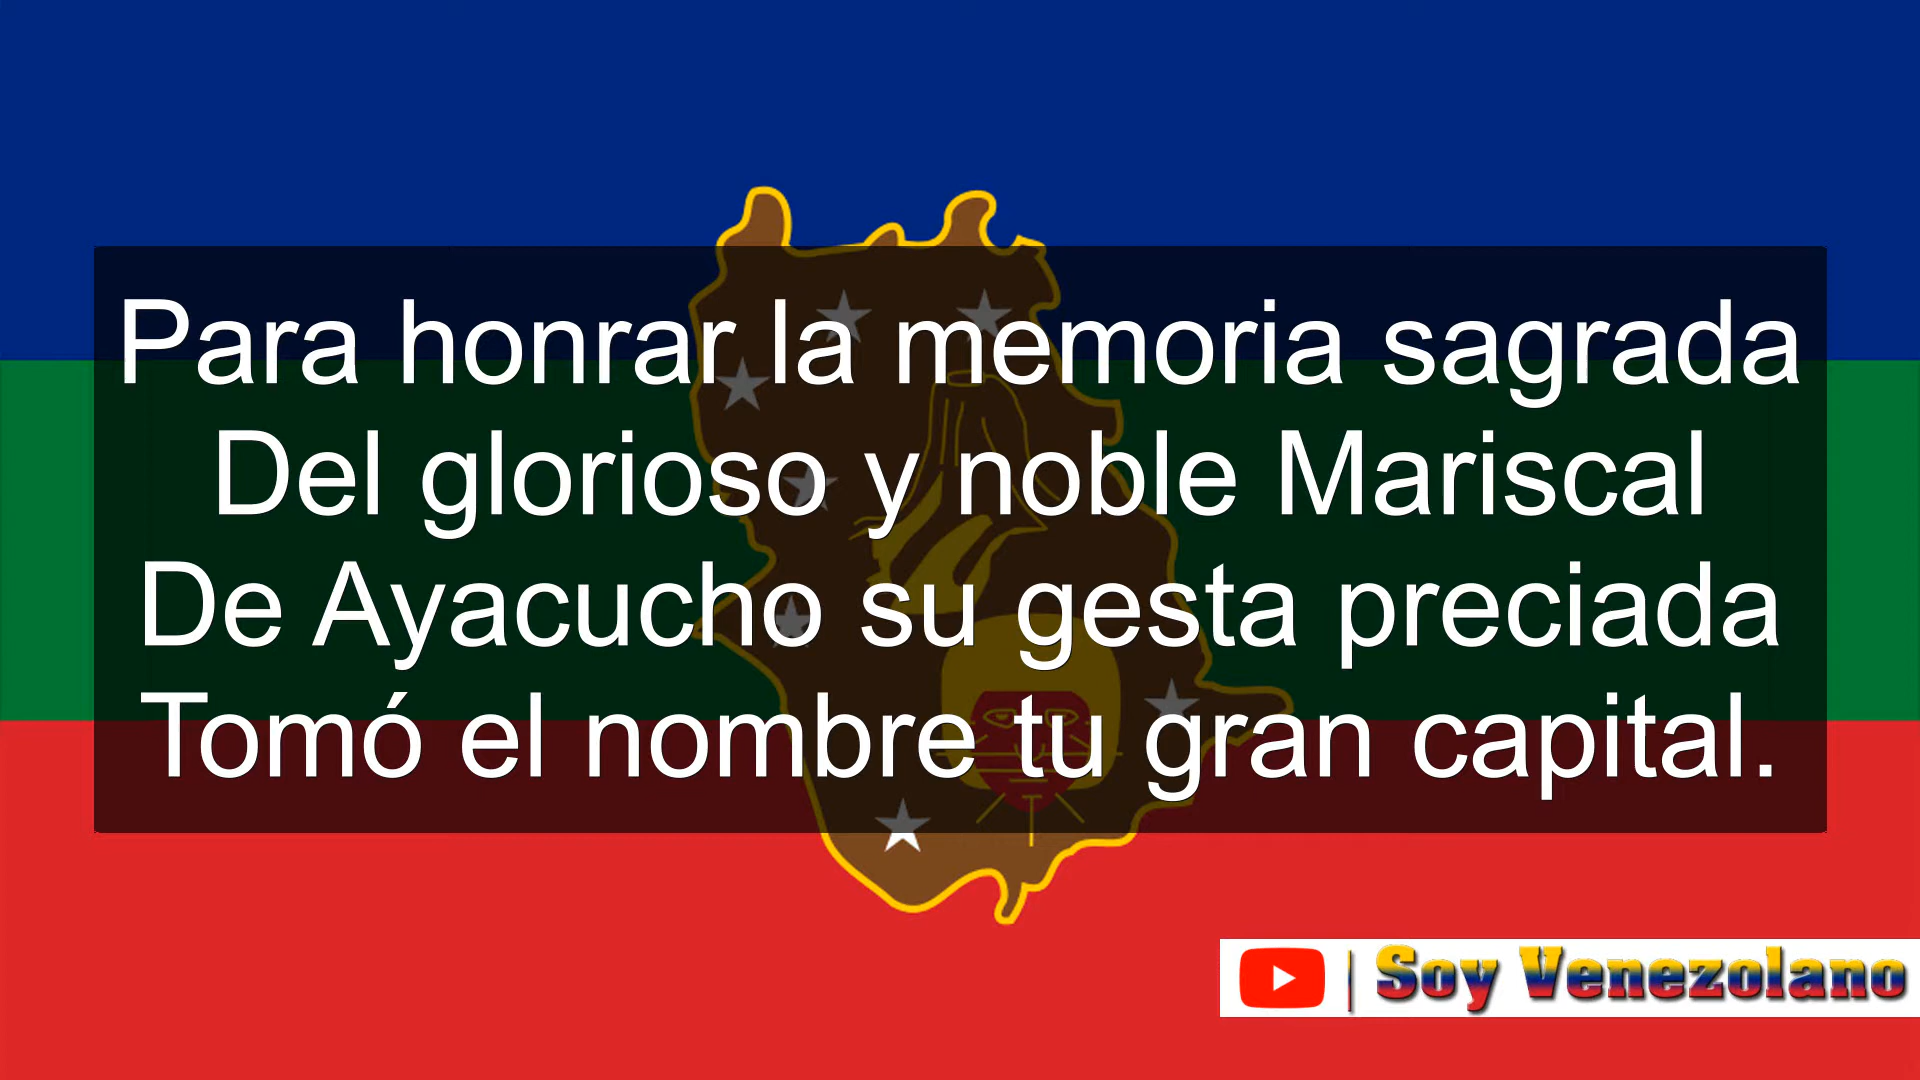 Para honrar la memoria sagrada
Del glorioso y noble Mariscal
De Ayacucho su gesta preciada
Tomó el nombre tu gran capital.
| Soy Venezolano